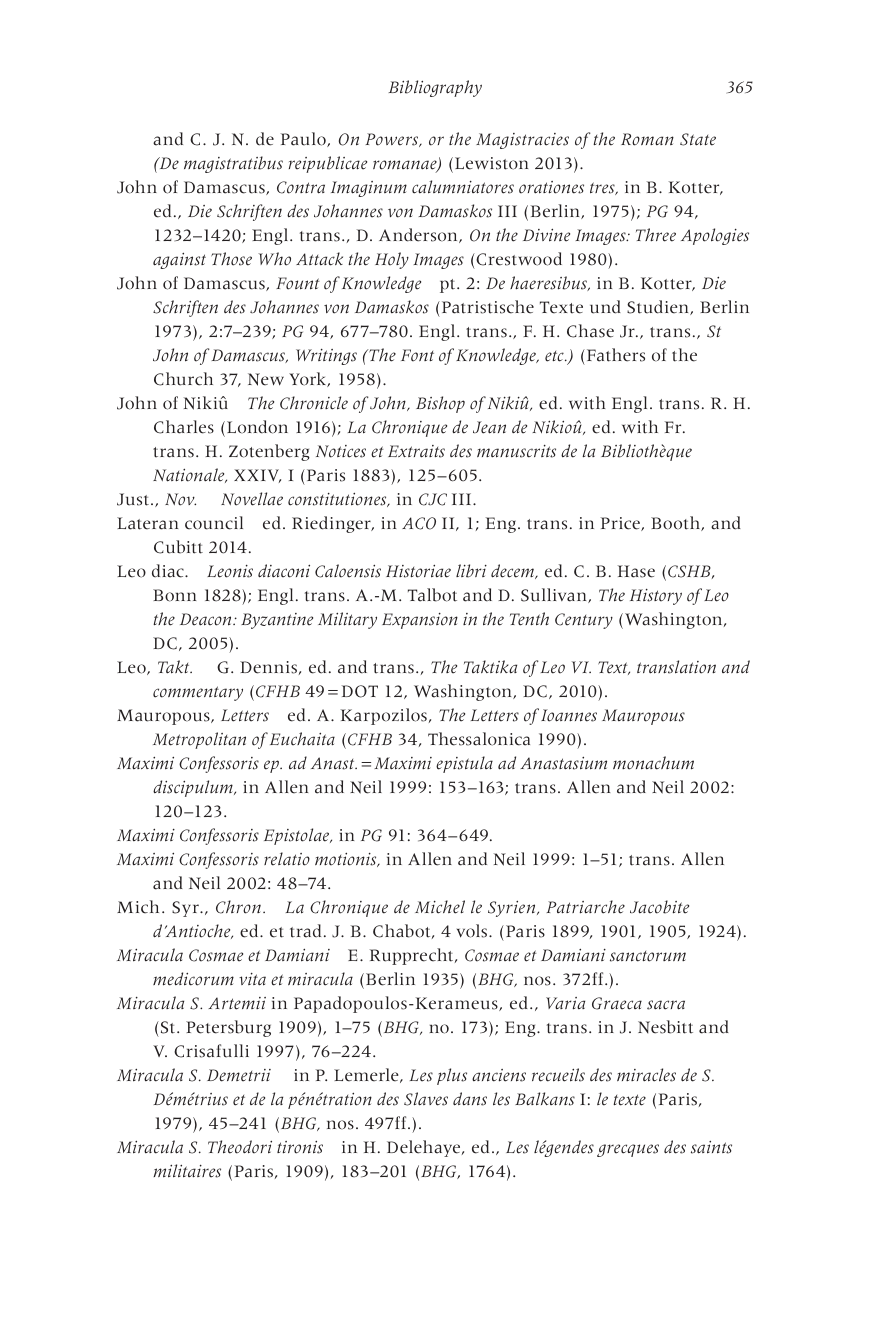 Bibliography 365
and C. J. N. de Paulo, On Powers, or the Magistracies of the Roman State
(De magistratibus reipublicae romanae) (Lewiston 2013).
John of Damascus, Contra Imaginum calumniatores orationes tres, in B. Kotter,
ed., Die Schriften des Johannes von Damaskos III (Berlin, 1975); PG 94,
1232–1420; Engl. trans., D. Anderson, On the Divine Images: Three Apologies
against Those Who Attack the Holy Images (Crestwood 1980).
John of Damascus, Fount of Knowledge pt. 2: De haeresibus, in B. Kotter, Die
Schriften des Johannes von Damaskos (Patristische Texte und Studien, Berlin
1973), 2:7–239; PG 94, 677–780. Engl. trans., F. H. Chase Jr., trans., St
John of Damascus, Writings (The Font of Knowledge, etc.) (Fathers of the
Church 37, New York, 1958).
John of Nikiû The Chronicle of John, Bishop of Nikiû, ed. with Engl. trans. R. H.
Charles (London 1916); La Chronique de Jean de Nikioû, ed. with Fr.
trans. H. Zotenberg Notices et Extraits des manuscrits de la Bibliothèque
Nationale, XXIV, I (Paris 1883), 125–605.
Just., Nov. Novellae constitutiones, in CJC III.
Lateran council ed. Riedinger, in ACO II, 1; Eng. trans. in Price, Booth, and
Cubitt 2014.
Leo diac. Leonis diaconi Caloensis Historiae libri decem, ed. C. B. Hase (CSHB,
Bonn 1828); Engl. trans. A.-M. Talbot and D. Sullivan, The History of Leo
the Deacon: Byzantine Military Expansion in the Tenth Century (Washington,
DC, 2005).
Leo, Takt. G. Dennis, ed. and trans., The Taktika of Leo VI. Text, translation and
commentary (CFHB 49=DOT 12, Washington, DC, 2010).
Mauropous, Letters ed. A. Karpozilos, The Letters of Ioannes Mauropous
Metropolitan of Euchaita (CFHB 34, Thessalonica 1990).
Maximi Confessoris ep. ad Anast.=Maximi epistula ad Anastasium monachum
discipulum, in Allen and Neil 1999: 153–163; trans. Allen and Neil 2002:
120–123.
Maximi Confessoris Epistolae, in PG 91: 364–649.
Maximi Confessoris relatio motionis, in Allen and Neil 1999: 1–51; trans. Allen
and Neil 2002: 48–74.
Mich. Syr., Chron. La Chronique de Michel le Syrien, Patriarche Jacobite
d’Antioche, ed. et trad. J. B. Chabot, 4 vols. (Paris 1899, 1901, 1905, 1924).
Miracula Cosmae et Damiani E. Rupprecht, Cosmae et Damiani sanctorum
medicorum vita et miracula (Berlin 1935) (BHG, nos. 372ff.).
Miracula S. Artemii in Papadopoulos-Kerameus, ed., Varia Graeca sacra
(St. Petersburg 1909), 1–75 (BHG, no. 173); Eng. trans. in J. Nesbitt and
V. Crisafulli 1997), 76–224.
Miracula S. Demetrii in P. Lemerle, Les plus anciens recueils des miracles de S.
Démétrius et de la pénétration des Slaves dans les Balkans I: le texte (Paris,
1979), 45–241 (BHG, nos. 497ff.).
Miracula S. Theodori tironis in H. Delehaye, ed., Les légendes grecques des saints
militaires (Paris, 1909), 183–201 (BHG, 1764).